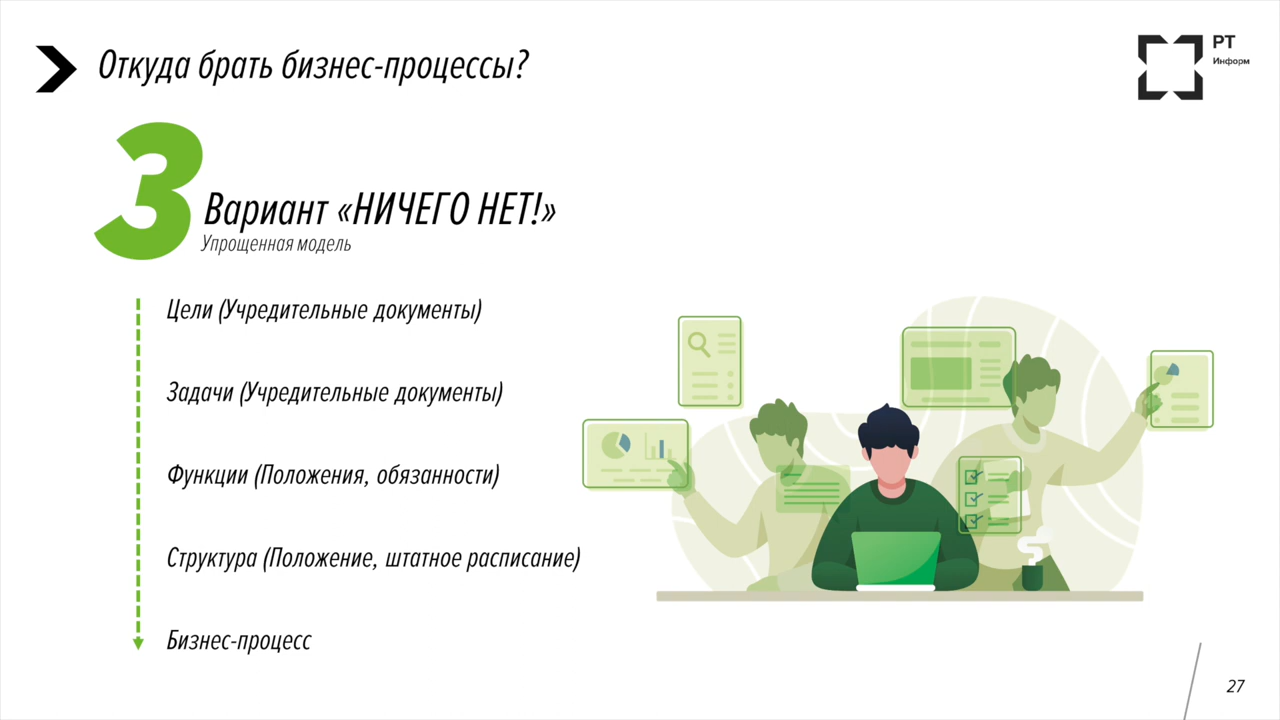 Откуда брать бизнес-процессы?
РТ
Информ
3
Вариант «НИЧЕГО НЕТ!»
Упрощенная модель
Цели (Учредительные документы)
Задачи (Учредительные документы)
Функции (Положения, обязанности)
Структура (Положение, штатное расписание)
Бизнес-процесс
27